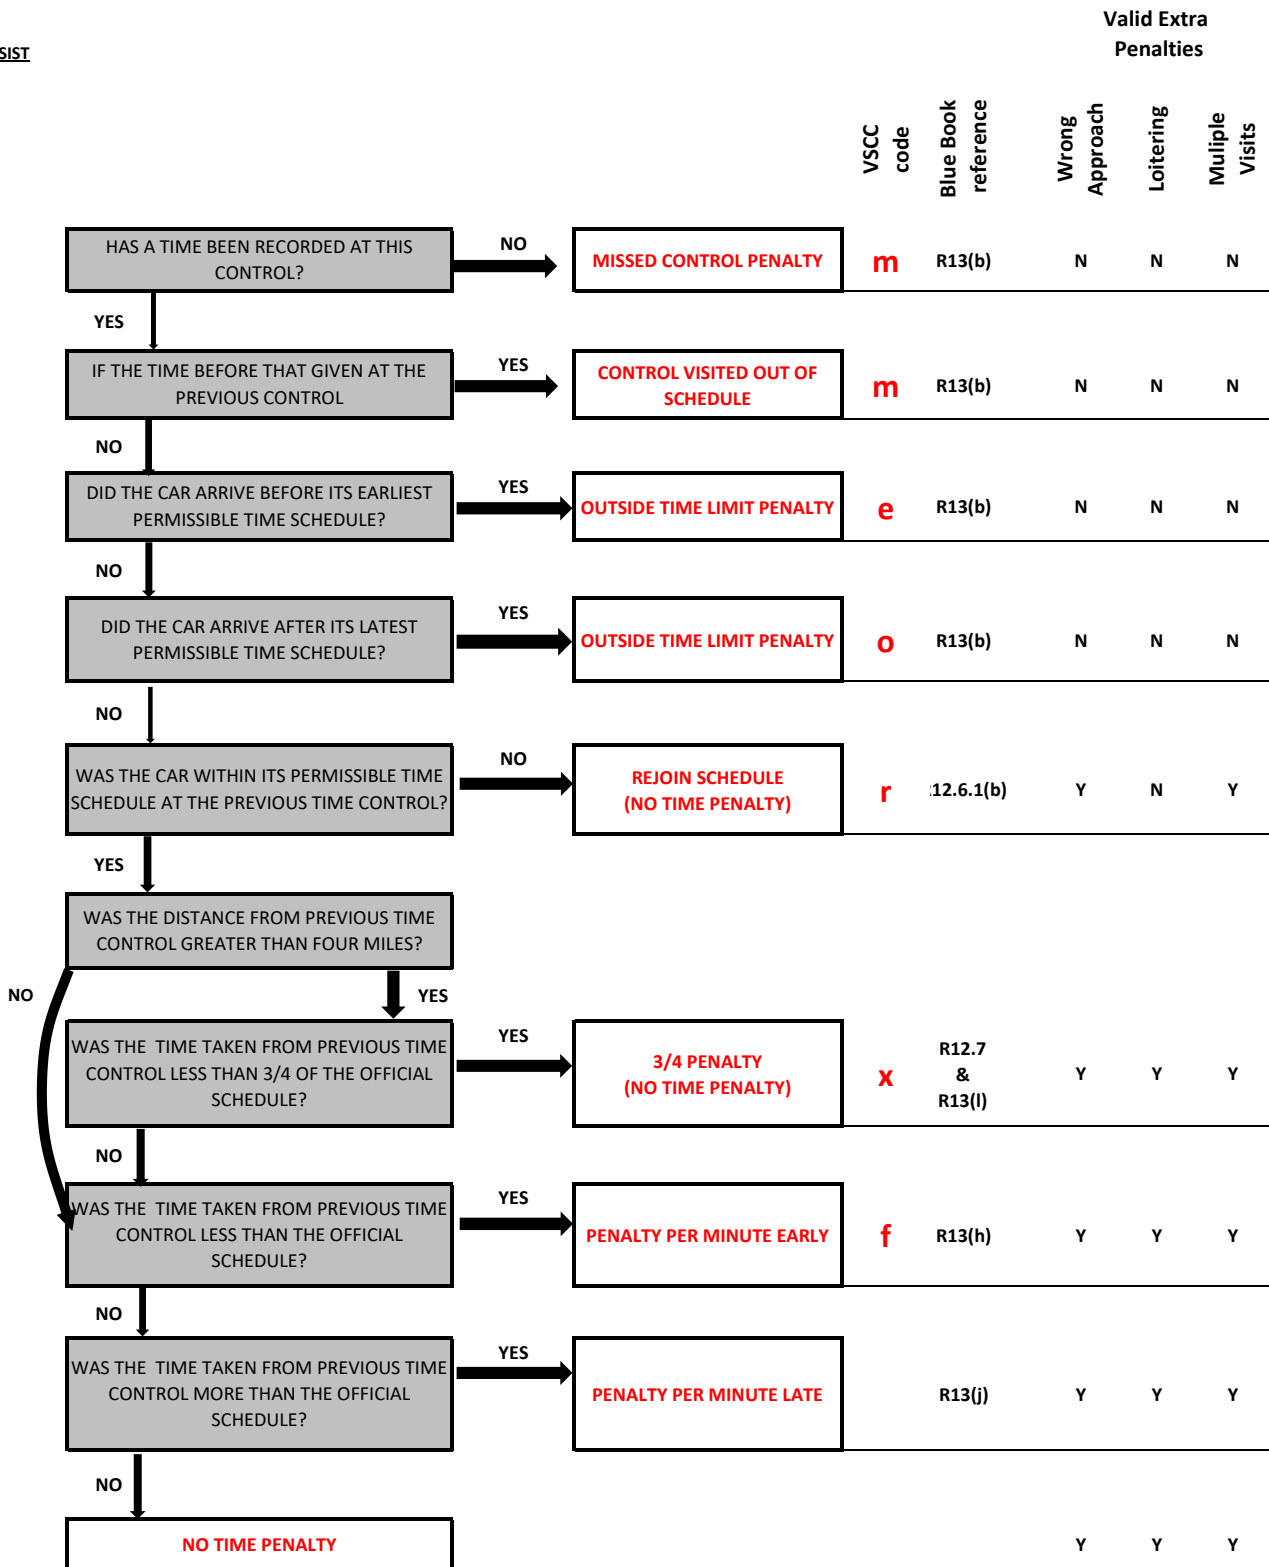 Valid Extra
Penalties
SIST
VSCC
code
Blue Book
reference
Wrong
Approach
Loitering
Muliple
Visits
HAS A TIME BEEN RECORDED AT THIS
CONTROL?
NO
MISSED CONTROL PENALTY
m
R13(b)
N
N
N
YES
IF THE TIME BEFORE THAT GIVEN AT THE
PREVIOUS CONTROL
YES
CONTROL VISITED OUT OF
SCHEDULE
m
R13(b)
N
N
N
NO
DID THE CAR ARRIVE BEFORE ITS EARLIEST
PERMISSIBLE TIME SCHEDULE?
YES
OUTSIDE TIME LIMIT PENALTY
e
R13(b)
N
N
N
NO
DID THE CAR ARRIVE AFTER ITS LATEST
PERMISSIBLE TIME SCHEDULE?
YES
OUTSIDE TIME LIMIT PENALTY
o
R13(b)
N
N
N
NO
WAS THE CAR WITHIN ITS PERMISSIBLE TIME
SCHEDULE AT THE PREVIOUS TIME CONTROL?
NO
REJOIN SCHEDULE
(NO TIME PENALTY)
r
12.6.1(b)
Y
N
Y
YES
WAS THE DISTANCE FROM PREVIOUS TIME
CONTROL GREATER THAN FOUR MILES?
NO
YES
WAS THE TIME TAKEN FROM PREVIOUS TIME
CONTROL LESS THAN 3/4 OF THE OFFICIAL
SCHEDULE?
YES
3/4 PENALTY
(NO TIME PENALTY)
x
R12.7
&
R13(l)
Y
Y
Y
NO
WAS THE TIME TAKEN FROM PREVIOUS TIME
CONTROL LESS THAN THE OFFICIAL
SCHEDULE?
YES
PENALTY PER MINUTE EARLY
f
R13(h)
Y
Y
Y
NO
WAS THE TIME TAKEN FROM PREVIOUS TIME
CONTROL MORE THAN THE OFFICIAL
SCHEDULE?
YES
PENALTY PER MINUTE LATE
R13(j)
Y
Y
Y
NO
NO TIME PENALTY
Y
Y
Y